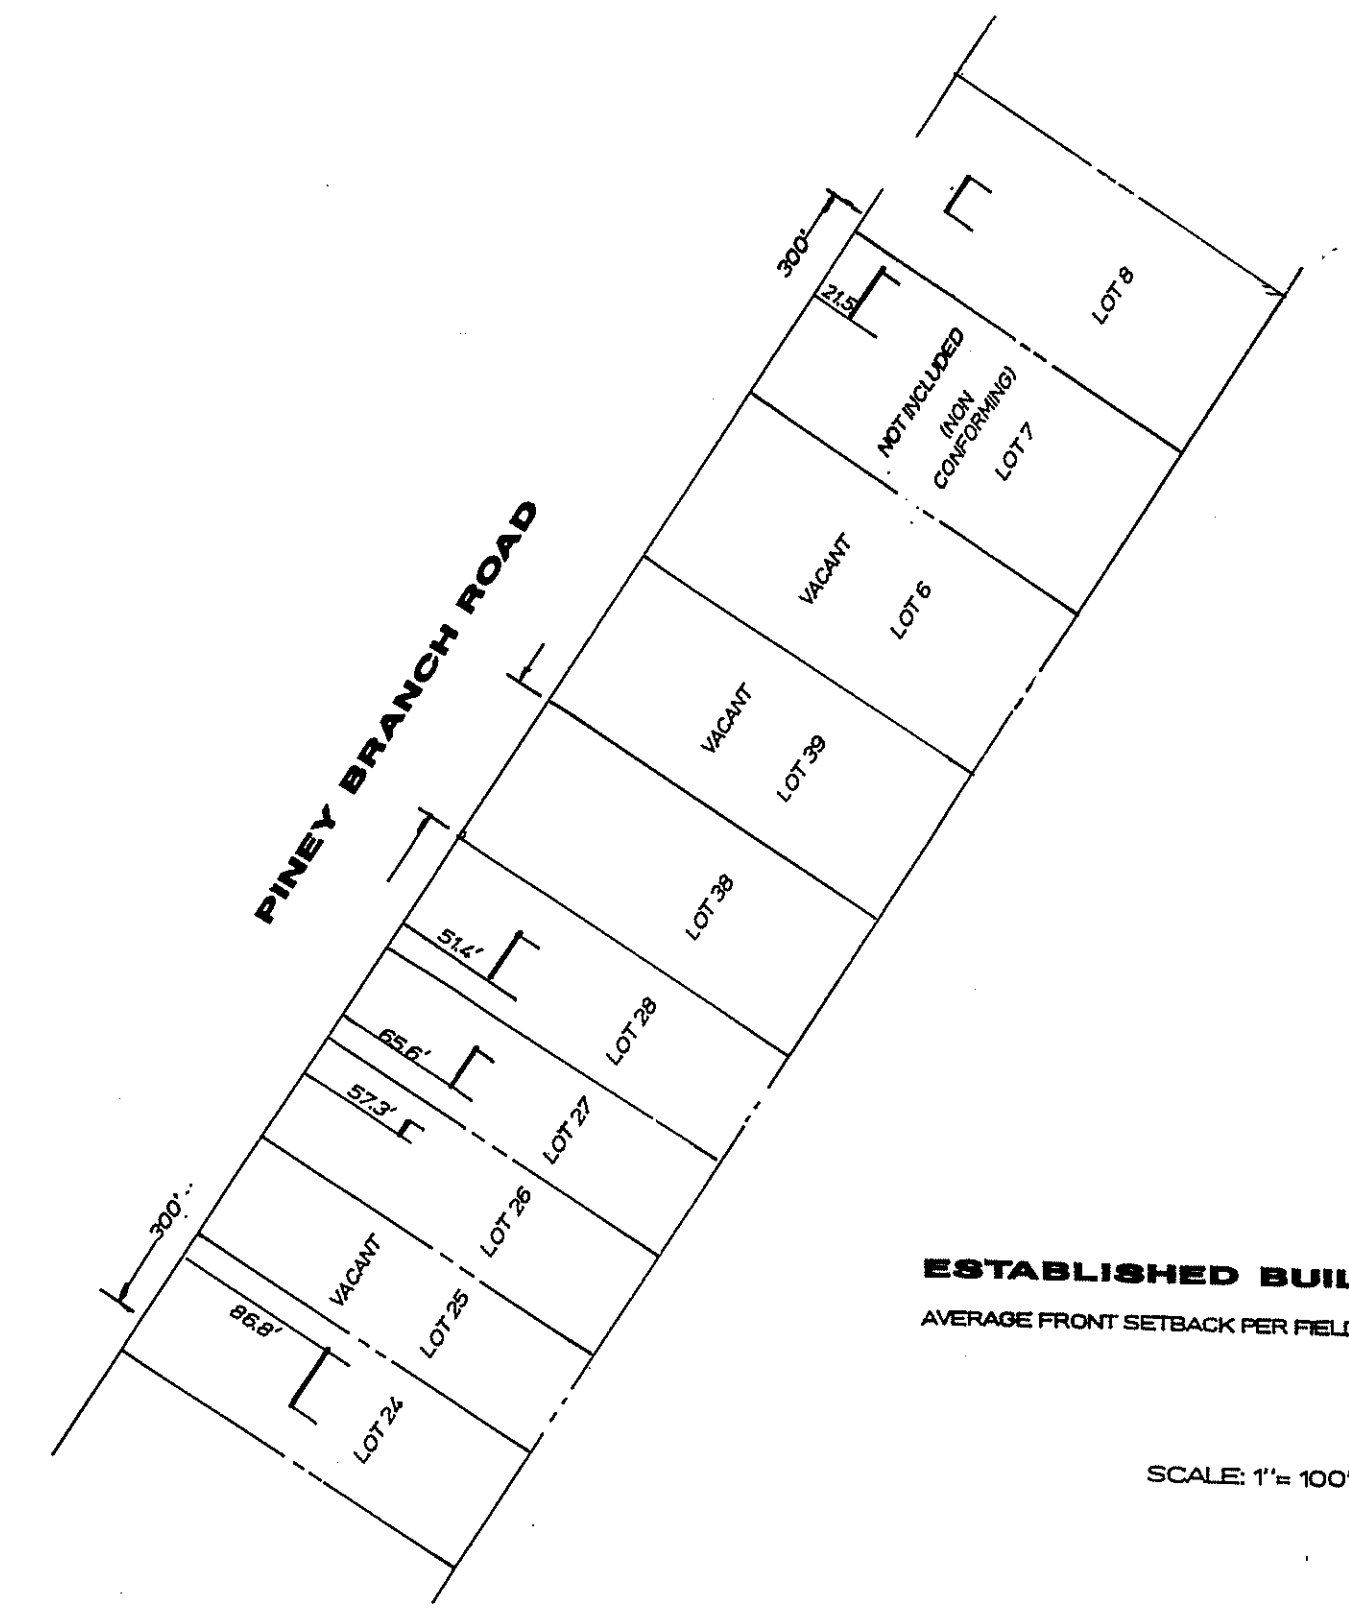 300'
21.5
LOT 8
NOT INCLUDED
(NON
CONFORMING)
LOT 7
VACANT
LOT 6
VACANT
LOT 39
PINEY BRANCH ROAD
LOT 38
51.4'
LOT 28
65.6'
LOT 27
57.3'
LOT 26
300'
VACANT
LOT 25
86.8'
LOT 24
ESTABLISHED BUIL
AVERAGE FRONT SETBACK PER FIELD
SCALE: 1"= 100'